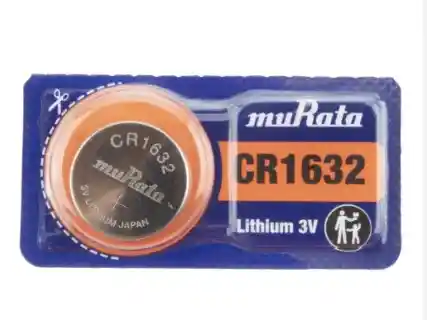 CR1632
muRata
3V LITHIUM JAPAN
muRata
CR1632
Lithium 3V